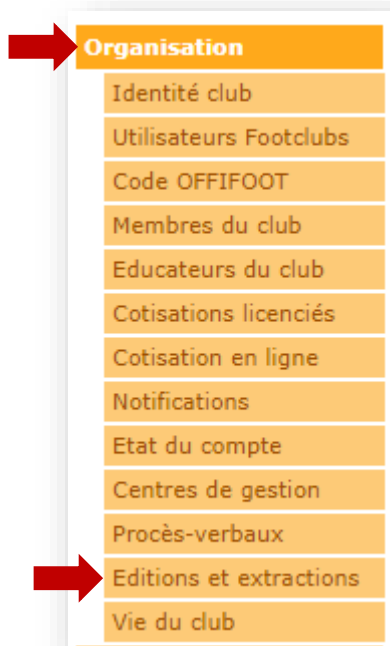 Organisation
Identité club
Utilisateurs Footclubs
Code OFFIFOOT
Membres du club
Educateurs du club
Cotisations licenciés
Cotisation en ligne
Notifications
Etat du compte
Centres de gestion
Procès-verbaux
Editions et extractions
Vie du club